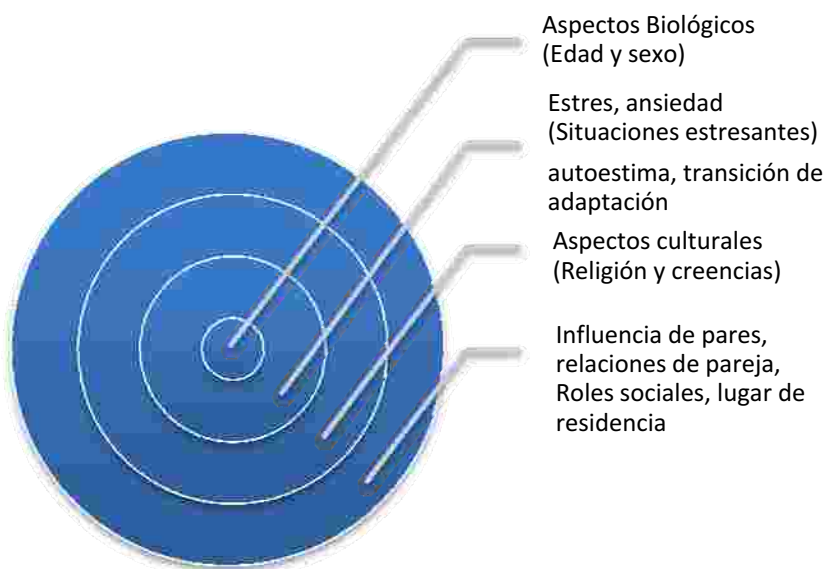 Aspectos Biológicos
(Edad y sexo)
Estres, ansiedad
(Situaciones estresantes)
autoestima, transición de
adaptación
Aspectos culturales
(Religión y creencias)
Influencia de pares,
relaciones de pareja,
Roles sociales, lugar de
residencia